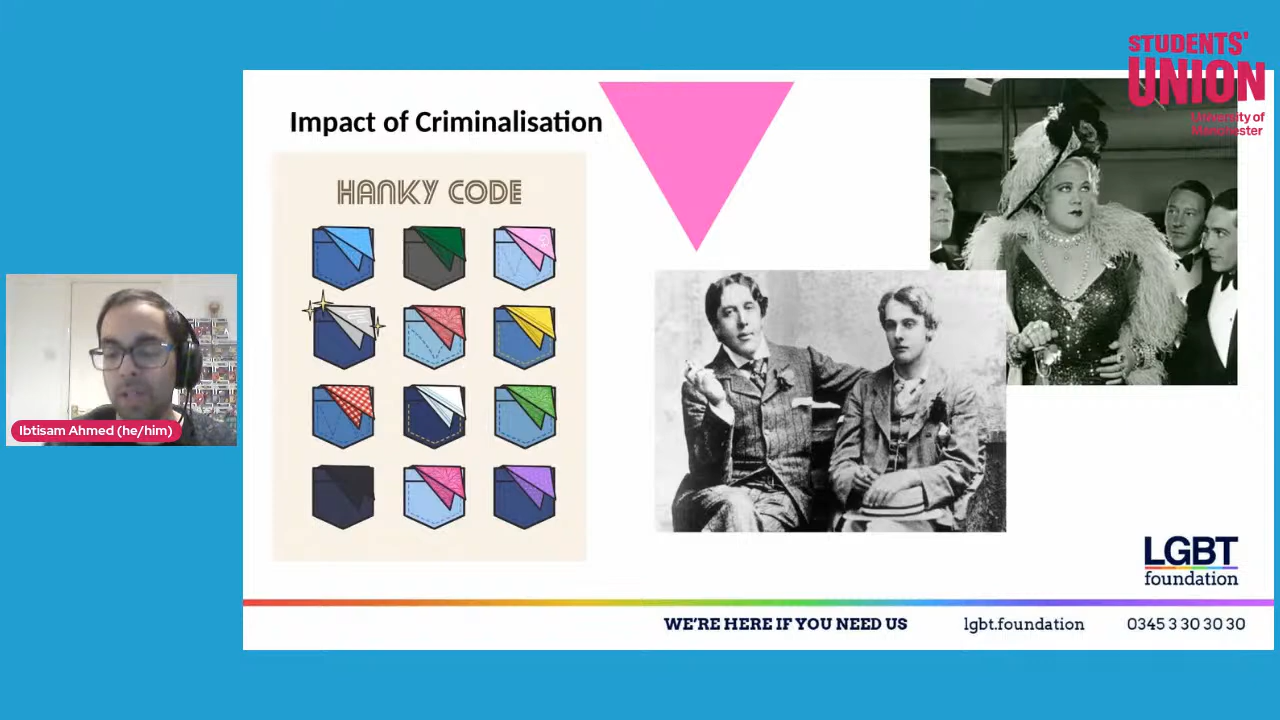 STUDENTS'
UNION
University of
Manchester
Impact of Criminalisation
HANKY CODE
Ibtisam Ahmed (he/him)
LGBT
foundation
WE'RE HERE IF YOU NEED US
lgbt.foundation
0345 3 30 30 30